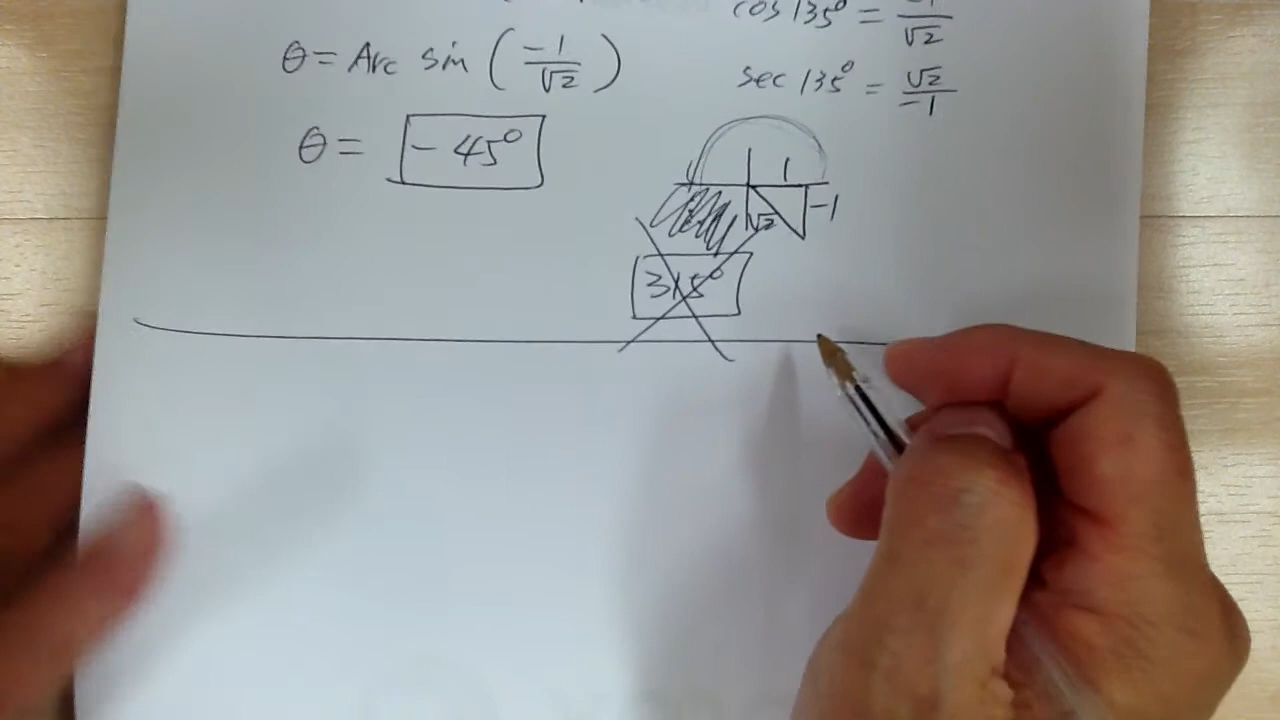 cos 135° = -1/√2
θ = Arc sin (-1/√2)
sec 135° = √2/-1
θ = -45°
1
-1
√2
315°